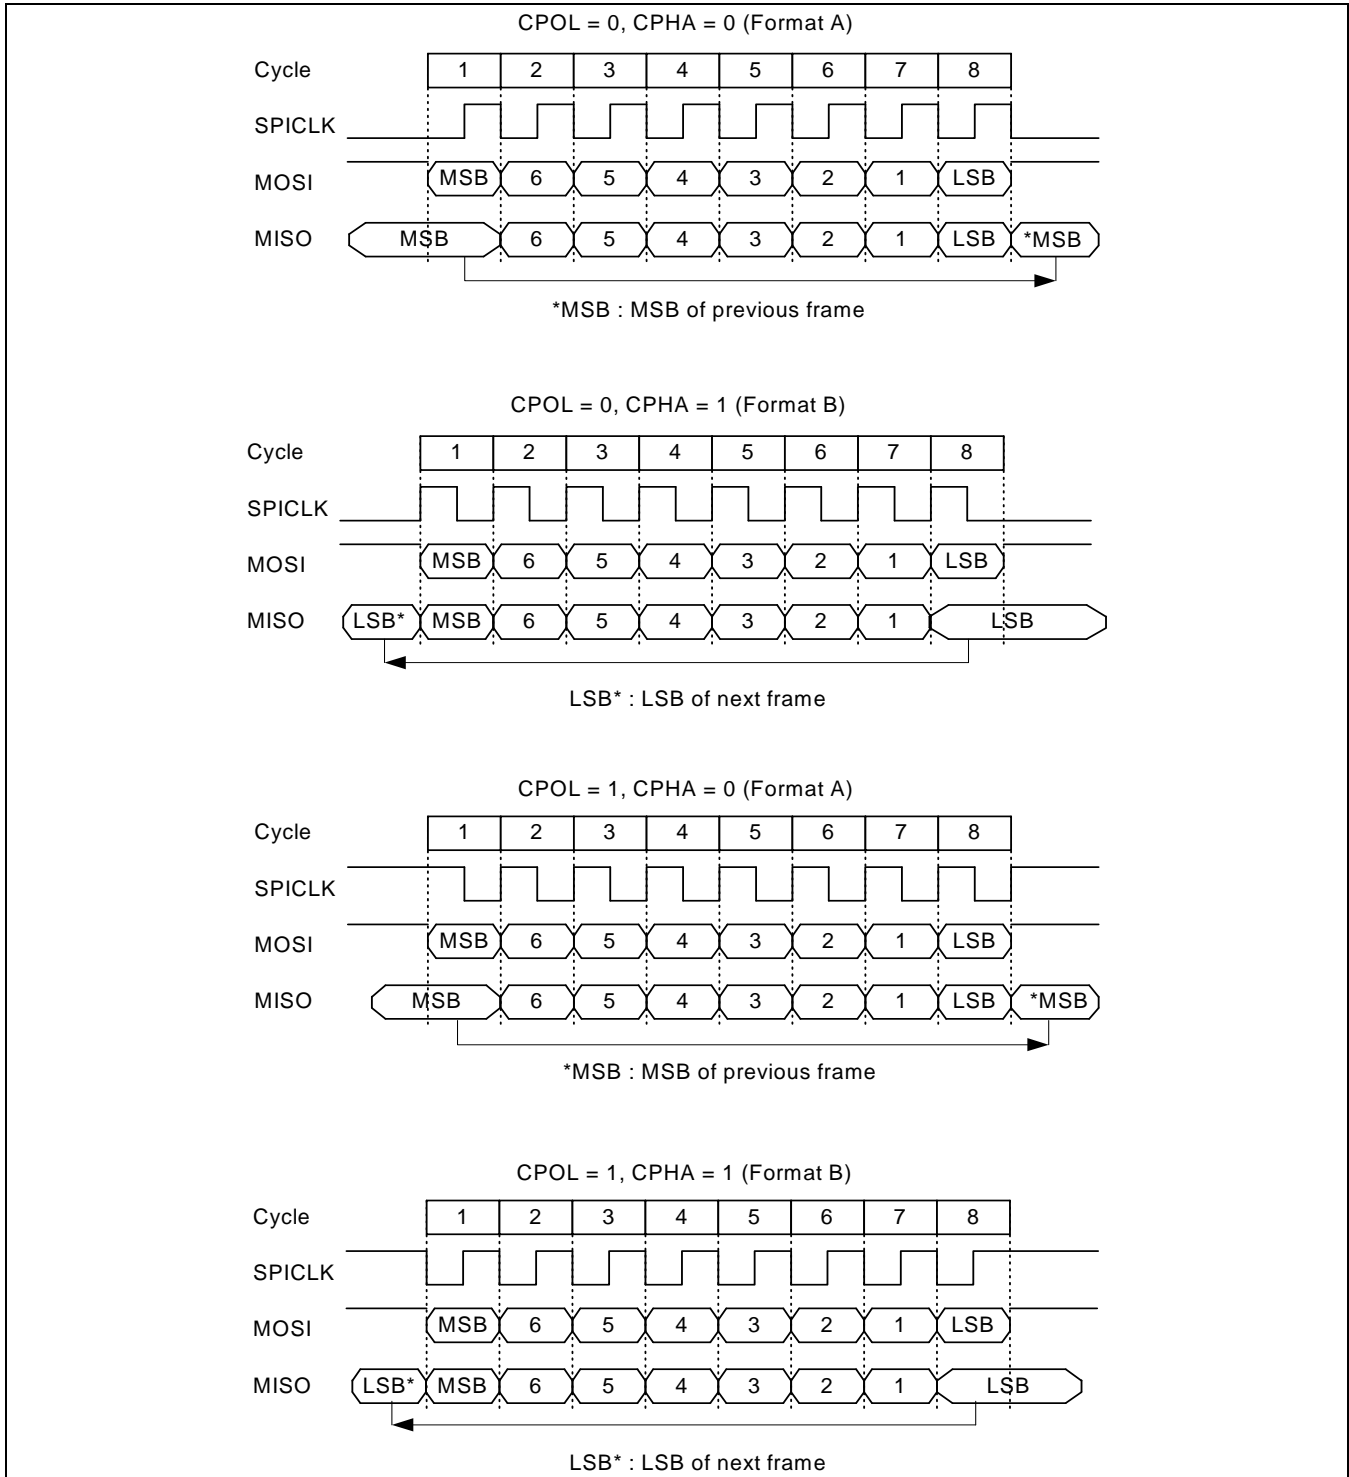 CPOL = 0, CPHA = 0 (Format A)
Cycle 1 2 3 4 5 6 7 8
SPICLK
MOSI MSB 6 5 4 3 2 1 LSB
MISO MSB 6 5 4 3 2 1 LSB *MSB
*MSB : MSB of previous frame
CPOL = 0, CPHA = 1 (Format B)
Cycle 1 2 3 4 5 6 7 8
SPICLK
MOSI MSB 6 5 4 3 2 1 LSB
MISO LSB* MSB 6 5 4 3 2 1 LSB
LSB* : LSB of next frame
CPOL = 1, CPHA = 0 (Format A)
Cycle 1 2 3 4 5 6 7 8
SPICLK
MOSI MSB 6 5 4 3 2 1 LSB
MISO MSB 6 5 4 3 2 1 LSB *MSB
*MSB : MSB of previous frame
CPOL = 1, CPHA = 1 (Format B)
Cycle 1 2 3 4 5 6 7 8
SPICLK
MOSI MSB 6 5 4 3 2 1 LSB
MISO LSB* MSB 6 5 4 3 2 1 LSB
LSB* : LSB of next frame